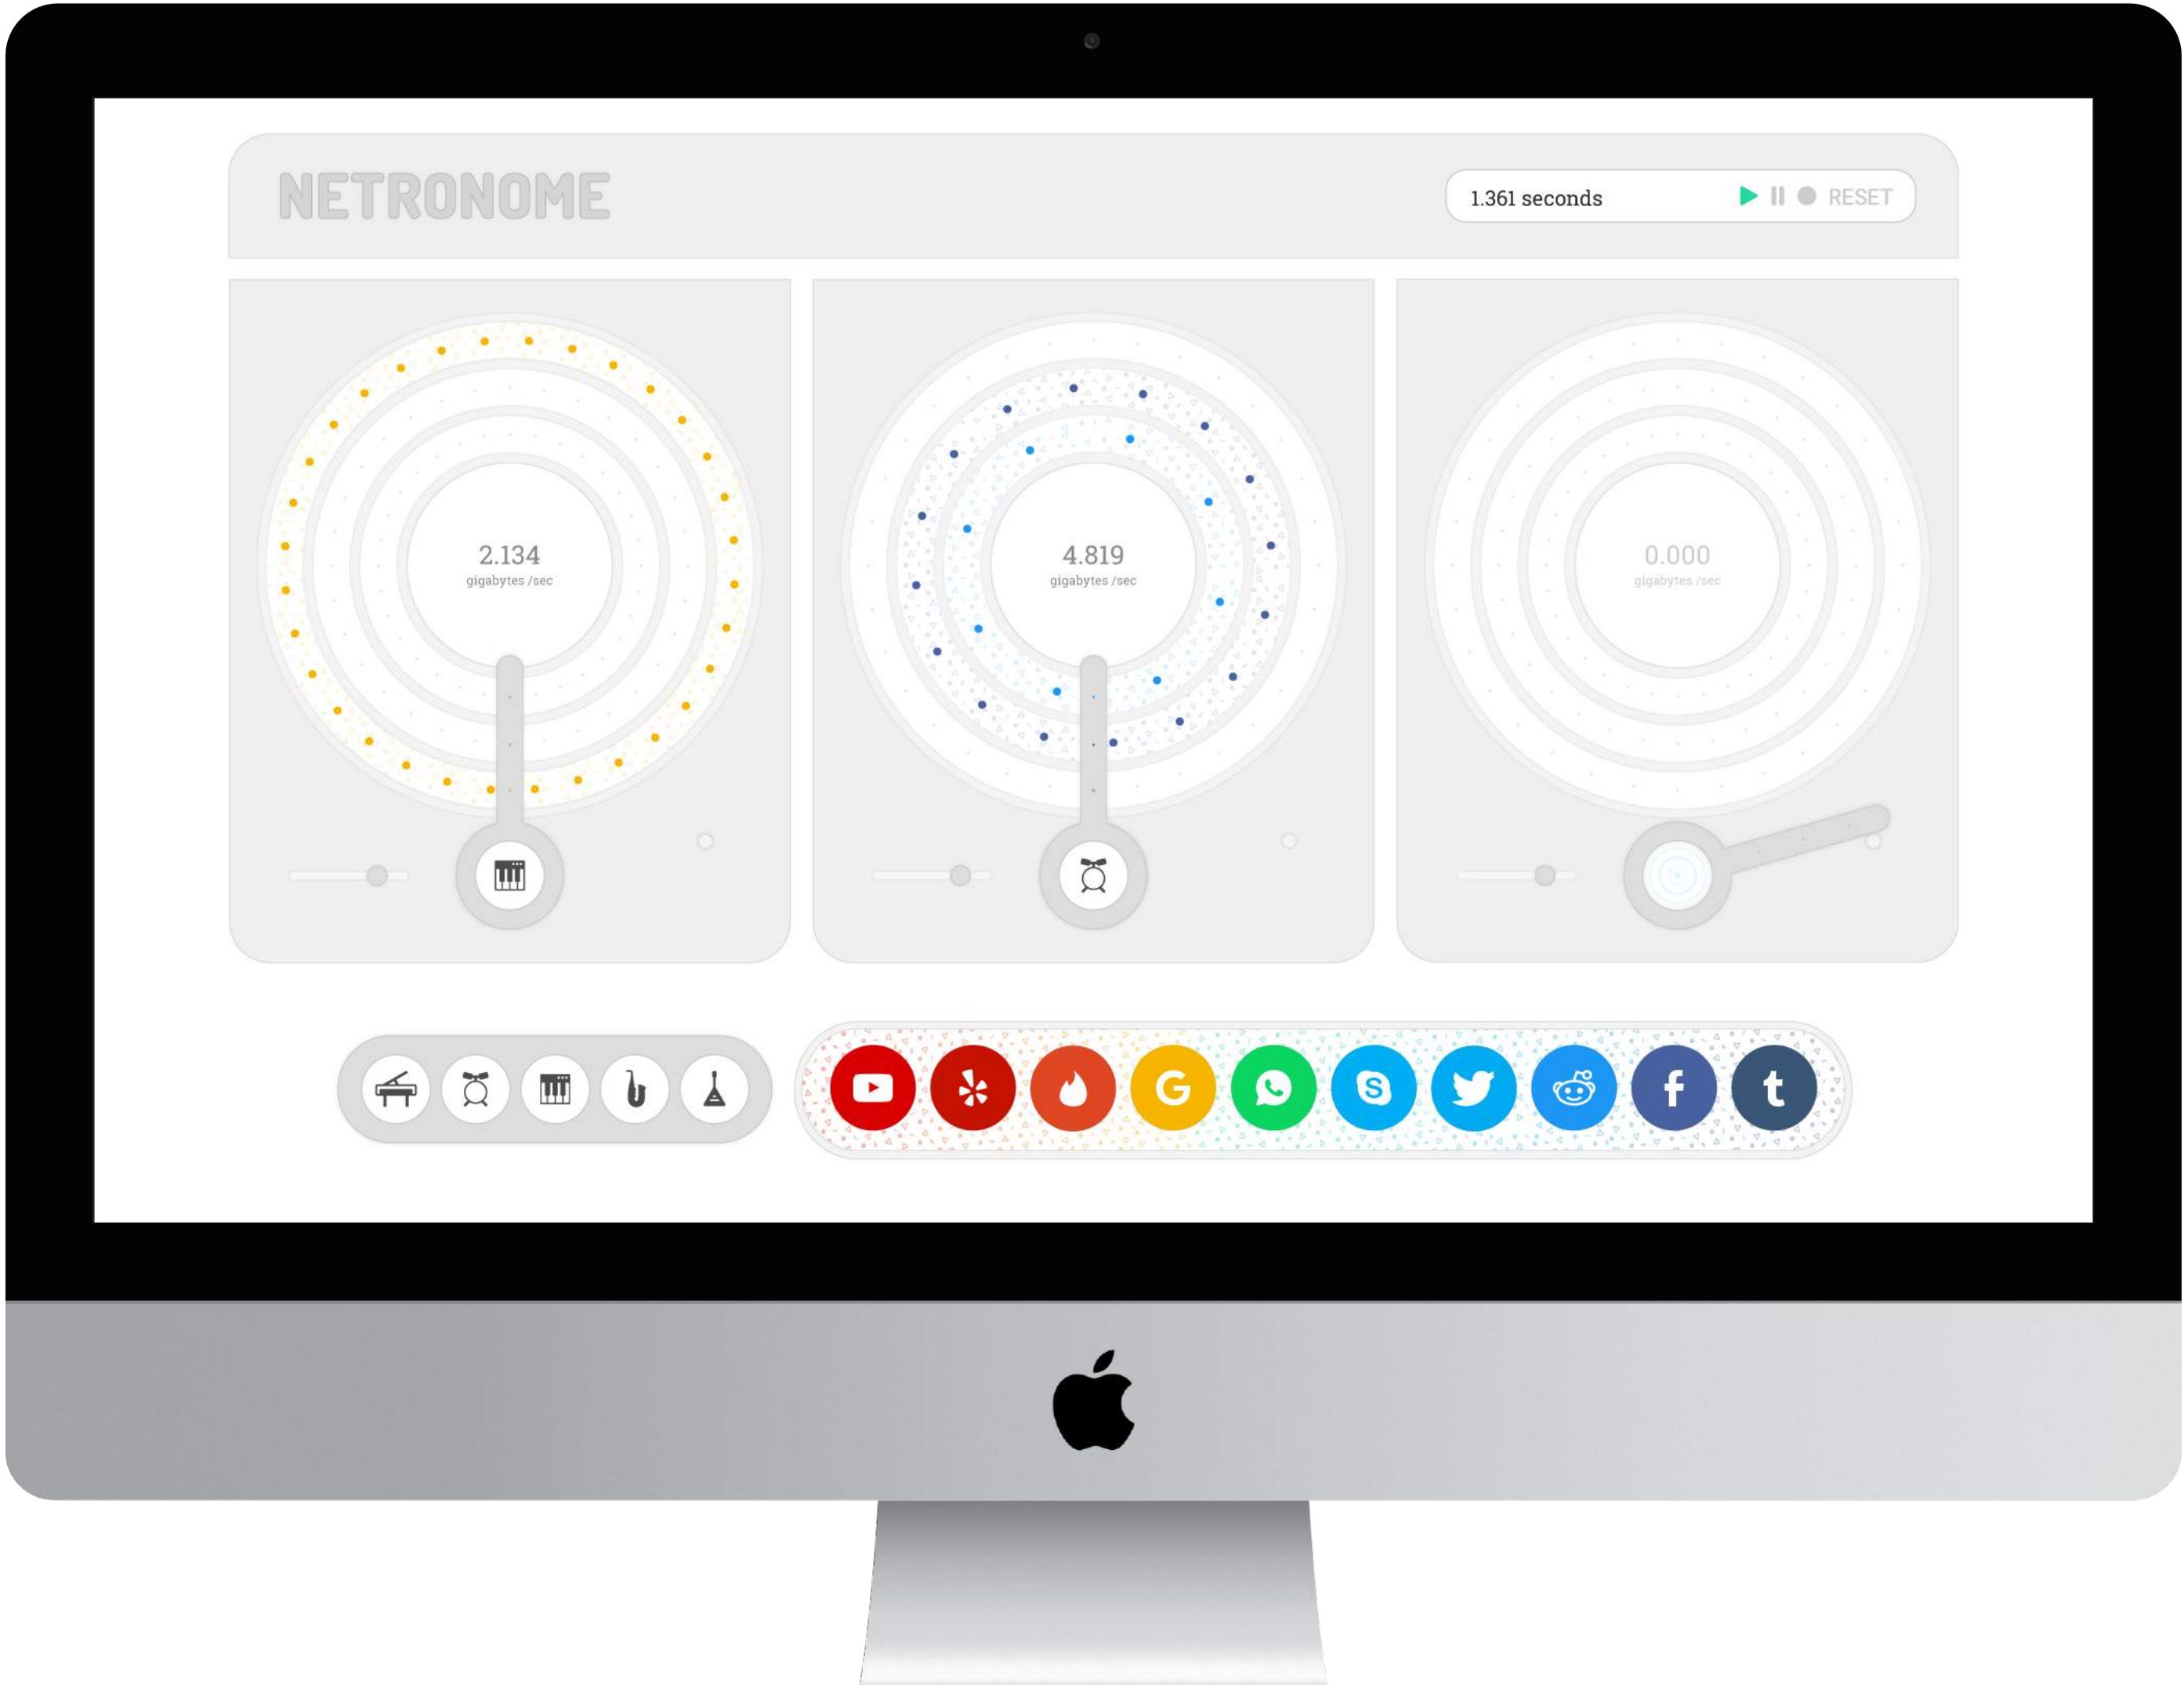 NETRONOME
1.361 seconds
RESET
2.134
gigabytes /sec
4.819
gigabytes /sec
0.000
gigabytes /sec
G
S
f
t